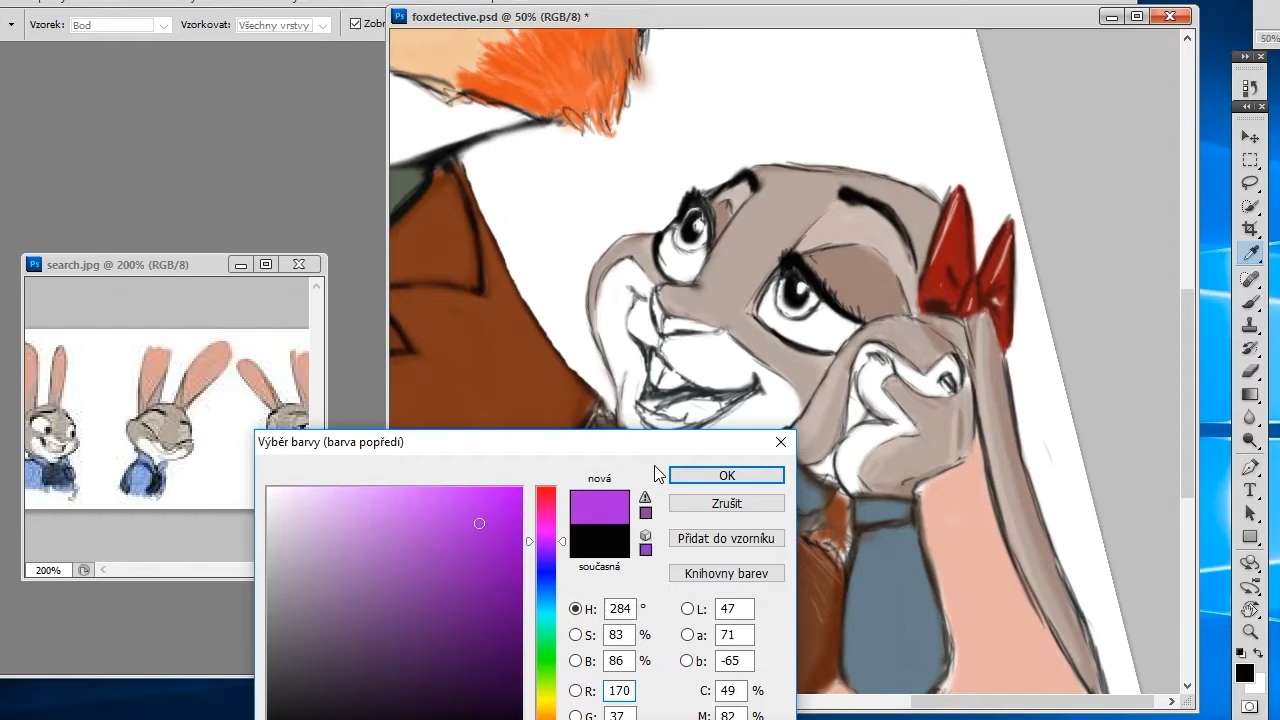 Vzorek: Bod Vzorkovat: Všechny vrstvy
Ps foxdetective.psd @ 50% (RGB/8) *
50%
Ps search.jpg @ 200% (RGB/8)
200%
Výběr barvy (barva popředí)
nová
současná
OK
Zrušit
Přidat do vzorníku
Knihovny barev
H: 284 ° L: 47
S: 83 % a: 71
B: 86 % b: -65
R: 170 C: 49 %
G: 37 M: 82 %
T